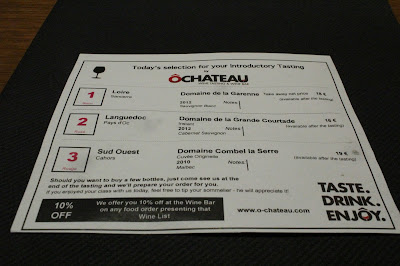 Today's selection for your Introductory Tasting
by
ÔCHATEAU
1 Loire Domaine de la Garenne Take away net price 16 €
Sancerre (Available after the tasting)
2012 Notes:
Sauvignon Blanc
2 Languedoc Domaine de la Grande Courtade 15 €
Pays d'Oc (Available after the tasting)
2012 Notes:
Cabernet Sauvignon
3 Sud Ouest Domaine Combel la Serre 19 €
Cahors Cuvée Originelle (Available after the tasting)
2010 Notes:
Malbec
Should you want to buy a few bottles, just come see us at the
end of the tasting and we'll prepare your order for you.
If you enjoyed your class with us today, feel free to tip your sommelier - he will appreciate it!
10%
OFF
We offer you 10% off at the Wine Bar
on any food order presenting that
Wine List
www.o-chateau.com
TASTE.
DRINK.
ENJOY.